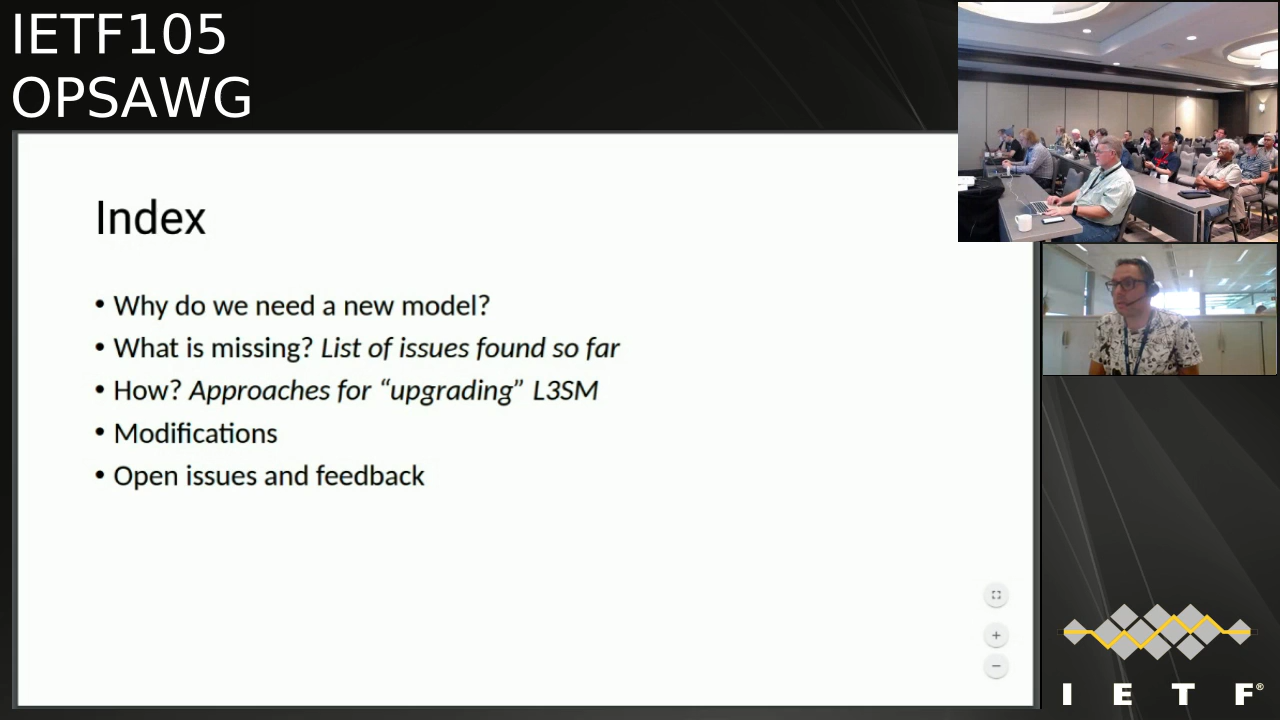 IETF105
OPSAWG
Index
• Why do we need a new model?
• What is missing? List of issues found so far
• How? Approaches for “upgrading” L3SM
• Modifications
• Open issues and feedback
I E T F®